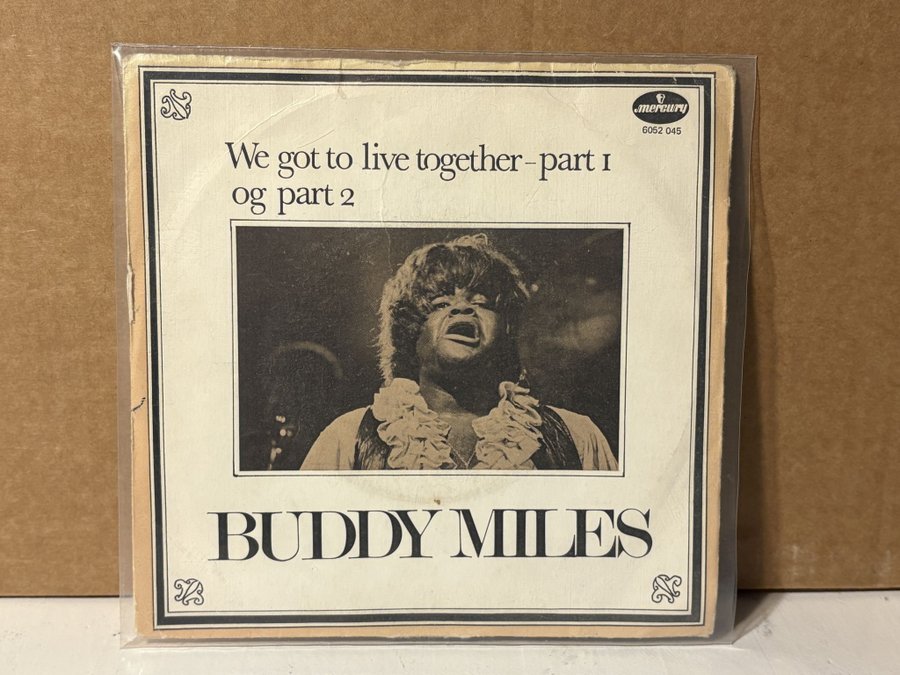 mercury
6052 045
We got to live together-part 1
og part 2
BUDDY MILES